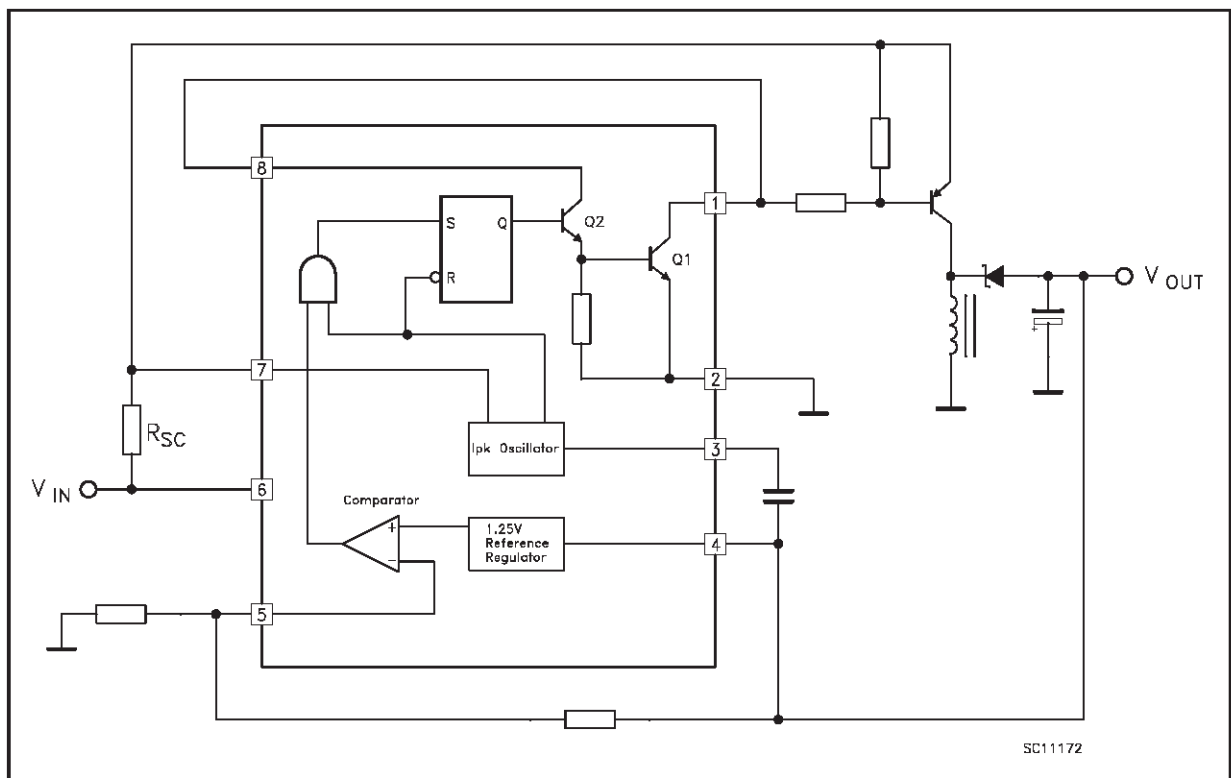 8
1
S Q
Q2
R
Q1
7
2
R SC
Ipk Oscillator
3
V IN
6
Comparator
+
1.25V
Reference
Regulator
4
−
5
V OUT
+
SC11172